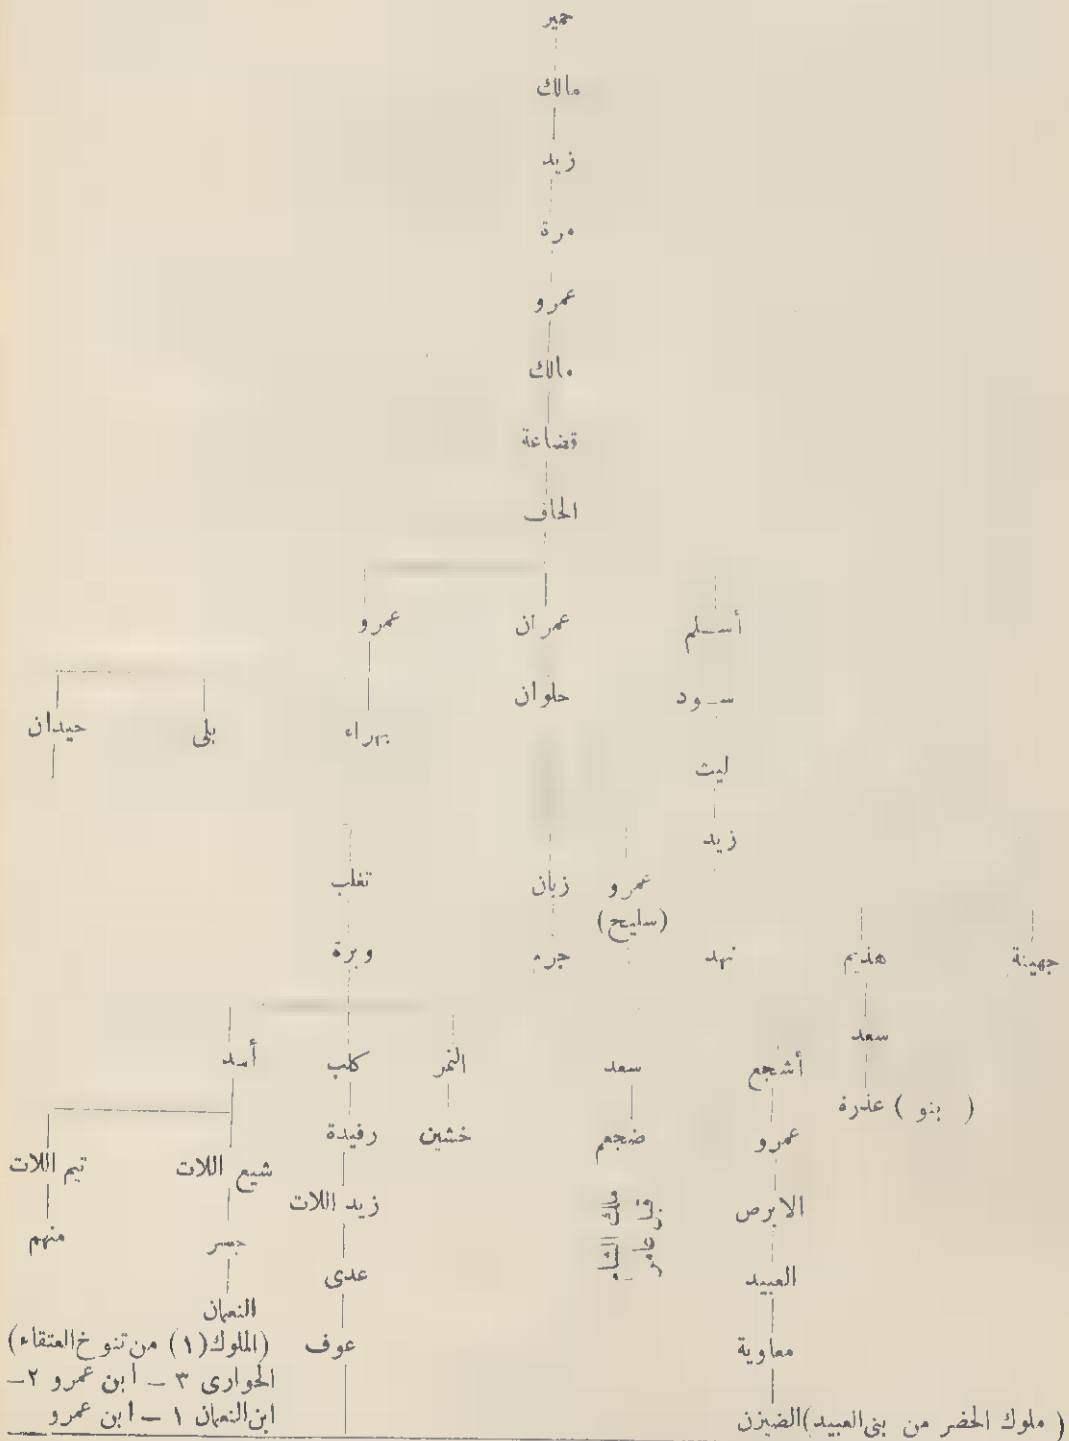 حمير
مالك
زيد
مرة
عمرو
مالك
قضاعة
الحاف
أسلم عمران عمرو
سود حلوان بهراء بلى حيدان
ليث
زيد
عمرو زبان تغلب
(سليح)
جهينة هذيم نهد جرم وبرة
سعد
أشجع سعد النمر كلب أسد
( بنو ) عذرة
عمرو ضجعم خشين رفيدة
شيع اللات تيم اللات
الابرص ملك الشام زيد اللات
جسر منهم
العبيد عدى
النعمان
معاوية عوف (الملوك(١) من تنوخ العتقاء)
الحوارى ٣ – ابن عمرو ٢–
ابن النعمان ١ – ابن عمرو
( ملوك الحضر من بنى العبيد)الضيزن